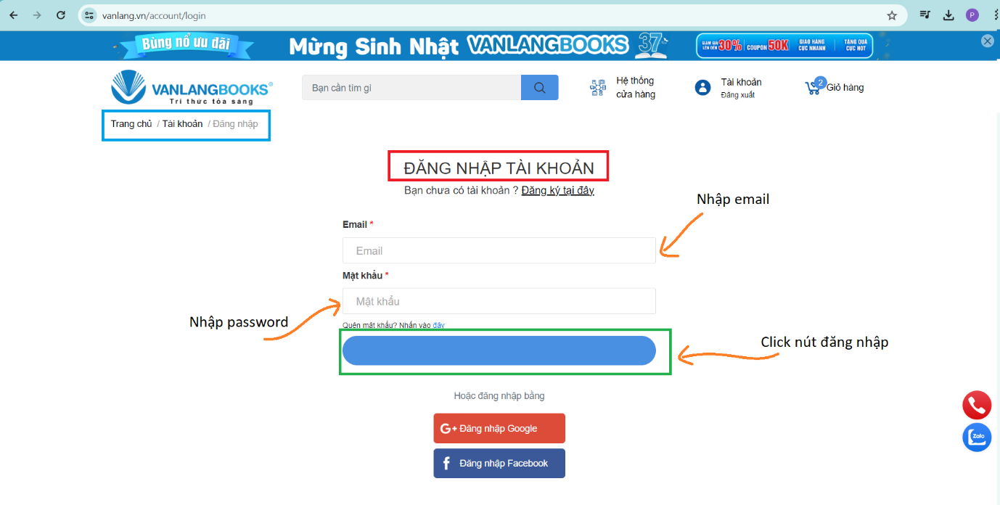 vanlang.vn/account/login
P
Bùng nổ ưu đãi
Mừng Sinh Nhật VANLANGBOOKS 37
GIẢM GIÁ LÊN ĐẾN 30%
COUPON 50K
GIAO HÀNG CỰC NHANH
TẶNG QUÀ CỰC HOT
VANLANGBOOKS®
Tri thức tỏa sáng
Bạn cần tìm gì
Hệ thống
cửa hàng
Tài khoản
Đăng xuất
2
Giỏ hàng
Trang chủ / Tài khoản / Đăng nhập
ĐĂNG NHẬP TÀI KHOẢN
Bạn chưa có tài khoản ? Đăng ký tại đây
Nhập email
Email *
Email
Mật khẩu *
Mật khẩu
Nhập password
Quên mật khẩu? Nhấn vào đây
Click nút đăng nhập
Hoặc đăng nhập bằng
G+ Đăng nhập Google
f Đăng nhập Facebook
Zalo